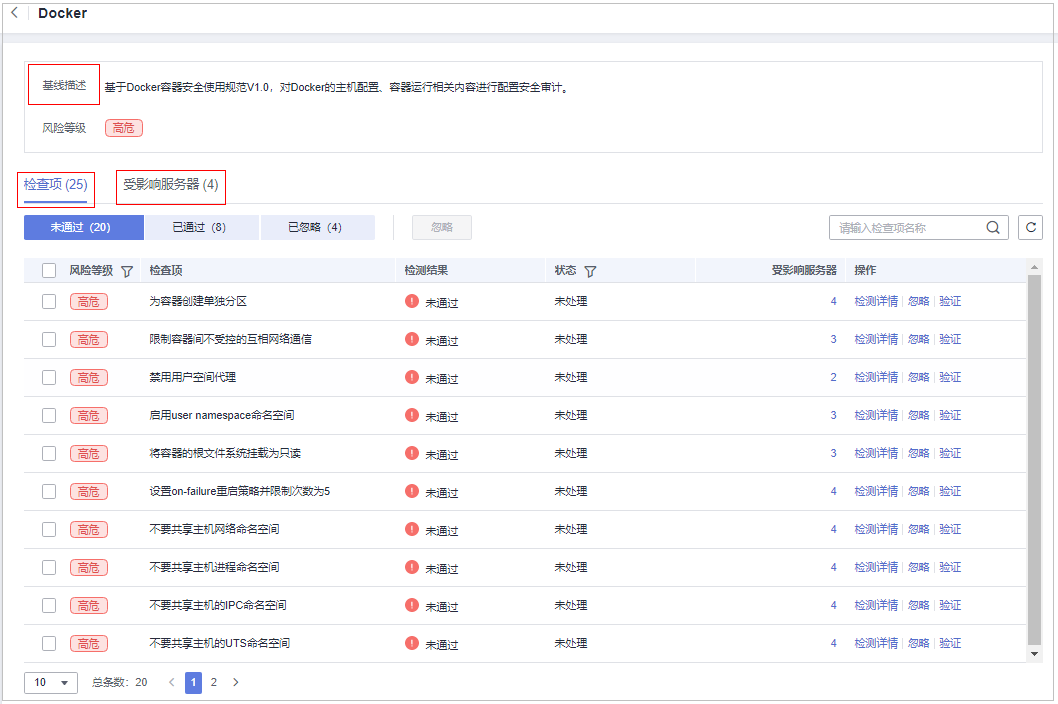 Docker
基线描述 基于Docker容器安全使用规范V1.0，对Docker的主机配置、容器运行相关内容进行配置安全审计。
风险等级 高危
检查项 (25) 受影响服务器 (4)
未通过（20） 已通过（8） 已忽略（4） 忽略 请输入检查项名称
风险等级 检查项 检测结果 状态 受影响服务器 操作
高危 为容器创建单独分区 未通过 未处理 4 检测详情 忽略 验证
高危 限制容器间不受控的互相网络通信 未通过 未处理 3 检测详情 忽略 验证
高危 禁用用户空间代理 未通过 未处理 2 检测详情 忽略 验证
高危 启用user namespace命名空间 未通过 未处理 3 检测详情 忽略 验证
高危 将容器的根文件系统挂载为只读 未通过 未处理 3 检测详情 忽略 验证
高危 设置on-failure重启策略并限制次数为5 未通过 未处理 4 检测详情 忽略 验证
高危 不要共享主机网络命名空间 未通过 未处理 4 检测详情 忽略 验证
高危 不要共享主机进程命名空间 未通过 未处理 4 检测详情 忽略 验证
高危 不要共享主机的IPC命名空间 未通过 未处理 4 检测详情 忽略 验证
高危 不要共享主机的UTS命名空间 未通过 未处理 4 检测详情 忽略 验证
10 总条数：20 1 2